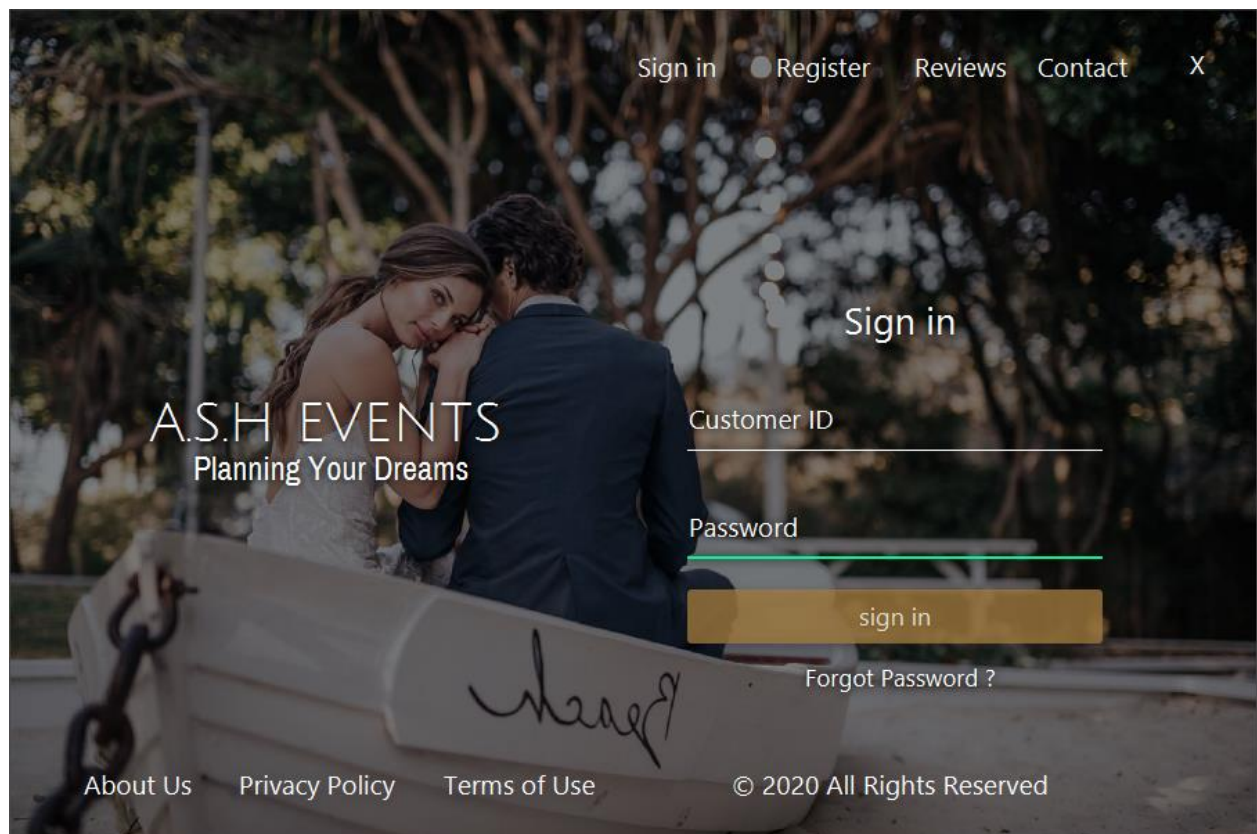 Sign in Register Reviews Contact X
Sign in
Customer ID
A.S.H EVENTS
Planning Your Dreams
Password
sign in
Forgot Password ?
Beach
About Us Privacy Policy Terms of Use © 2020 All Rights Reserved